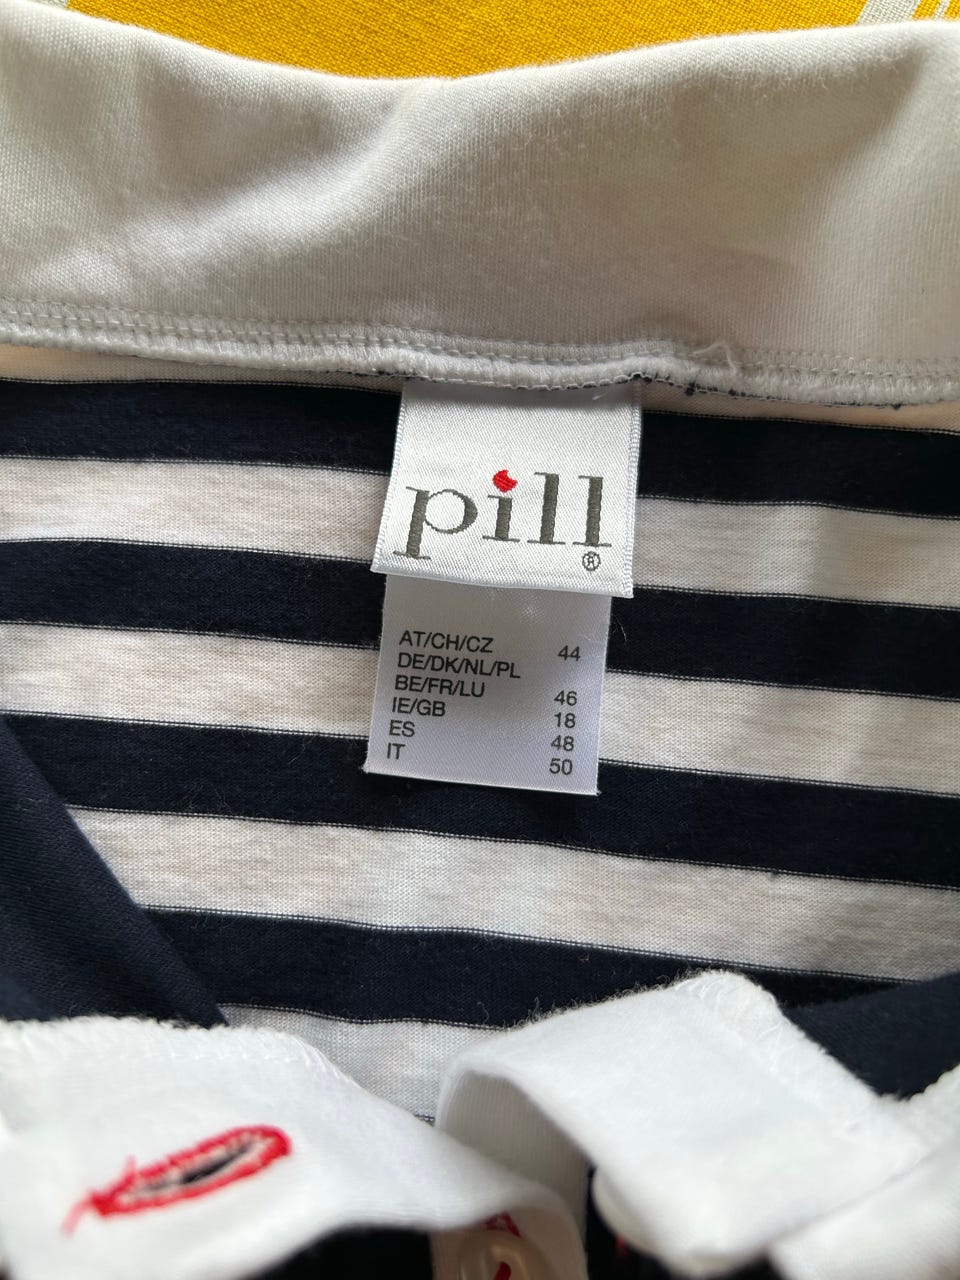 pill
®
AT/CH/CZ
DE/DK/NL/PL 44
BE/FR/LU 46
IE/GB 18
ES 48
IT 50